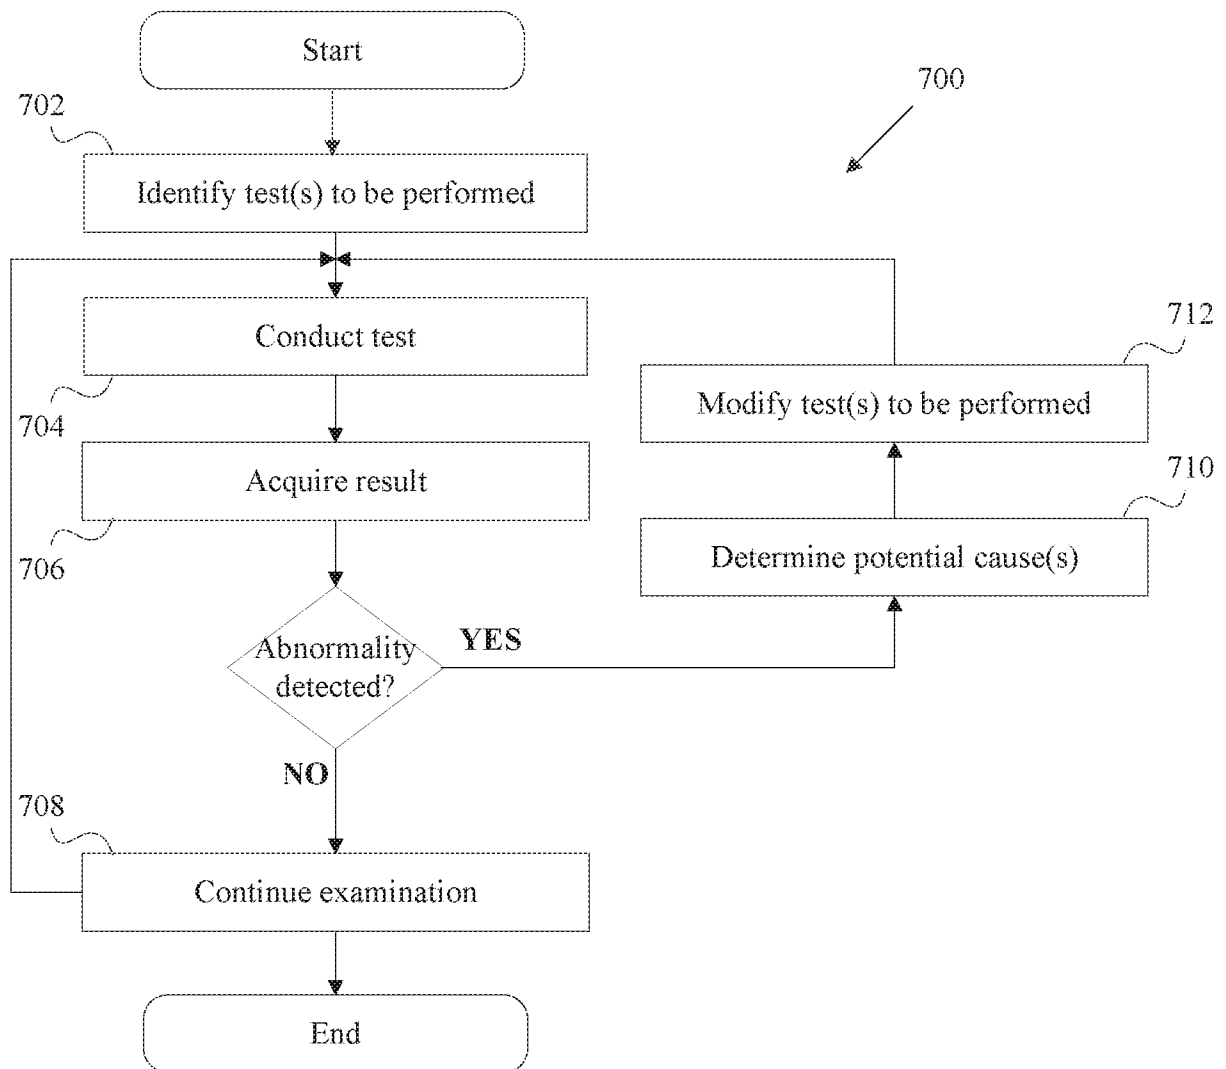 Start
700
702
Identify test(s) to be performed
Conduct test
712
704
Modify test(s) to be performed
Acquire result
710
706
Determine potential cause(s)
Abnormality
detected?
YES
NO
708
Continue examination
End